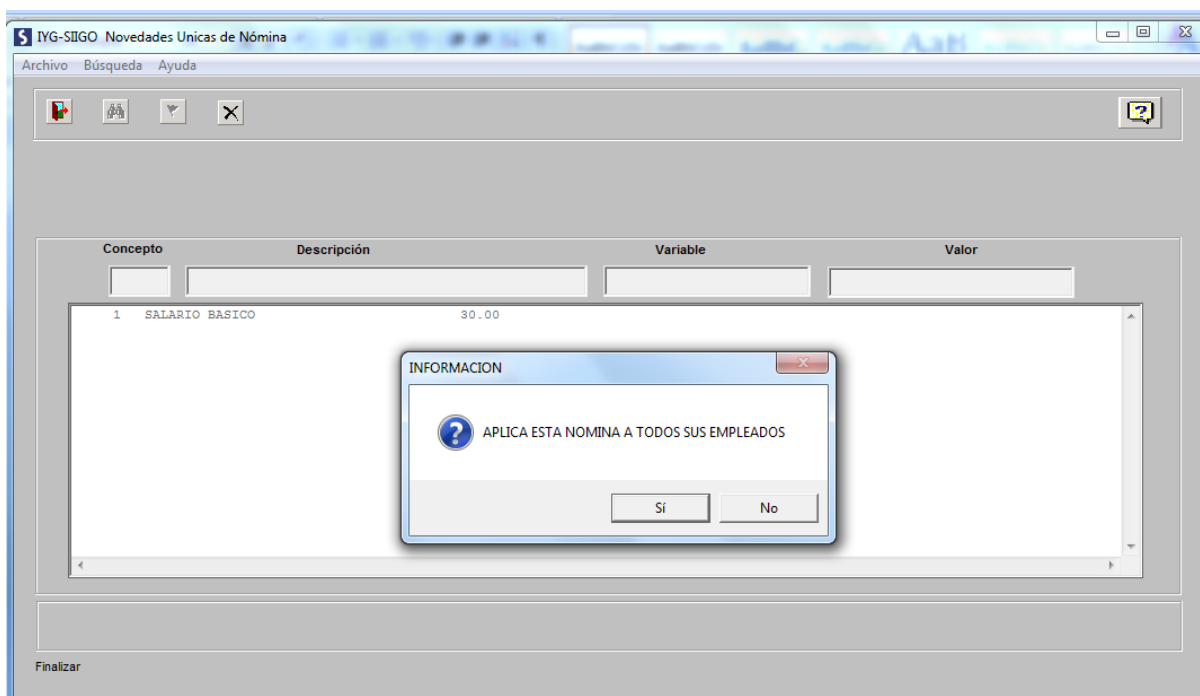 IYG-SIIGO Novedades Unicas de Nómina
Archivo Búsqueda Ayuda
Concepto Descripción Variable Valor
1 SALARIO BASICO 30.00
INFORMACION
APLICA ESTA NOMINA A TODOS SUS EMPLEADOS
Sí No
Finalizar